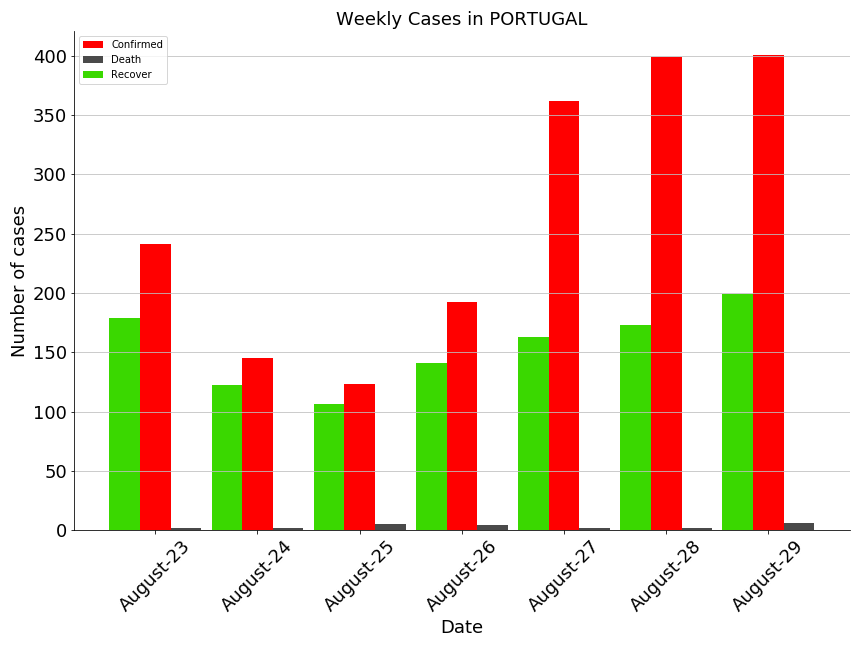 Weekly Cases in PORTUGAL
Confirmed
Death
Recover
Number of cases
400
350
300
250
200
150
100
50
0
August-23
August-24
August-25
August-26
August-27
August-28
August-29
Date